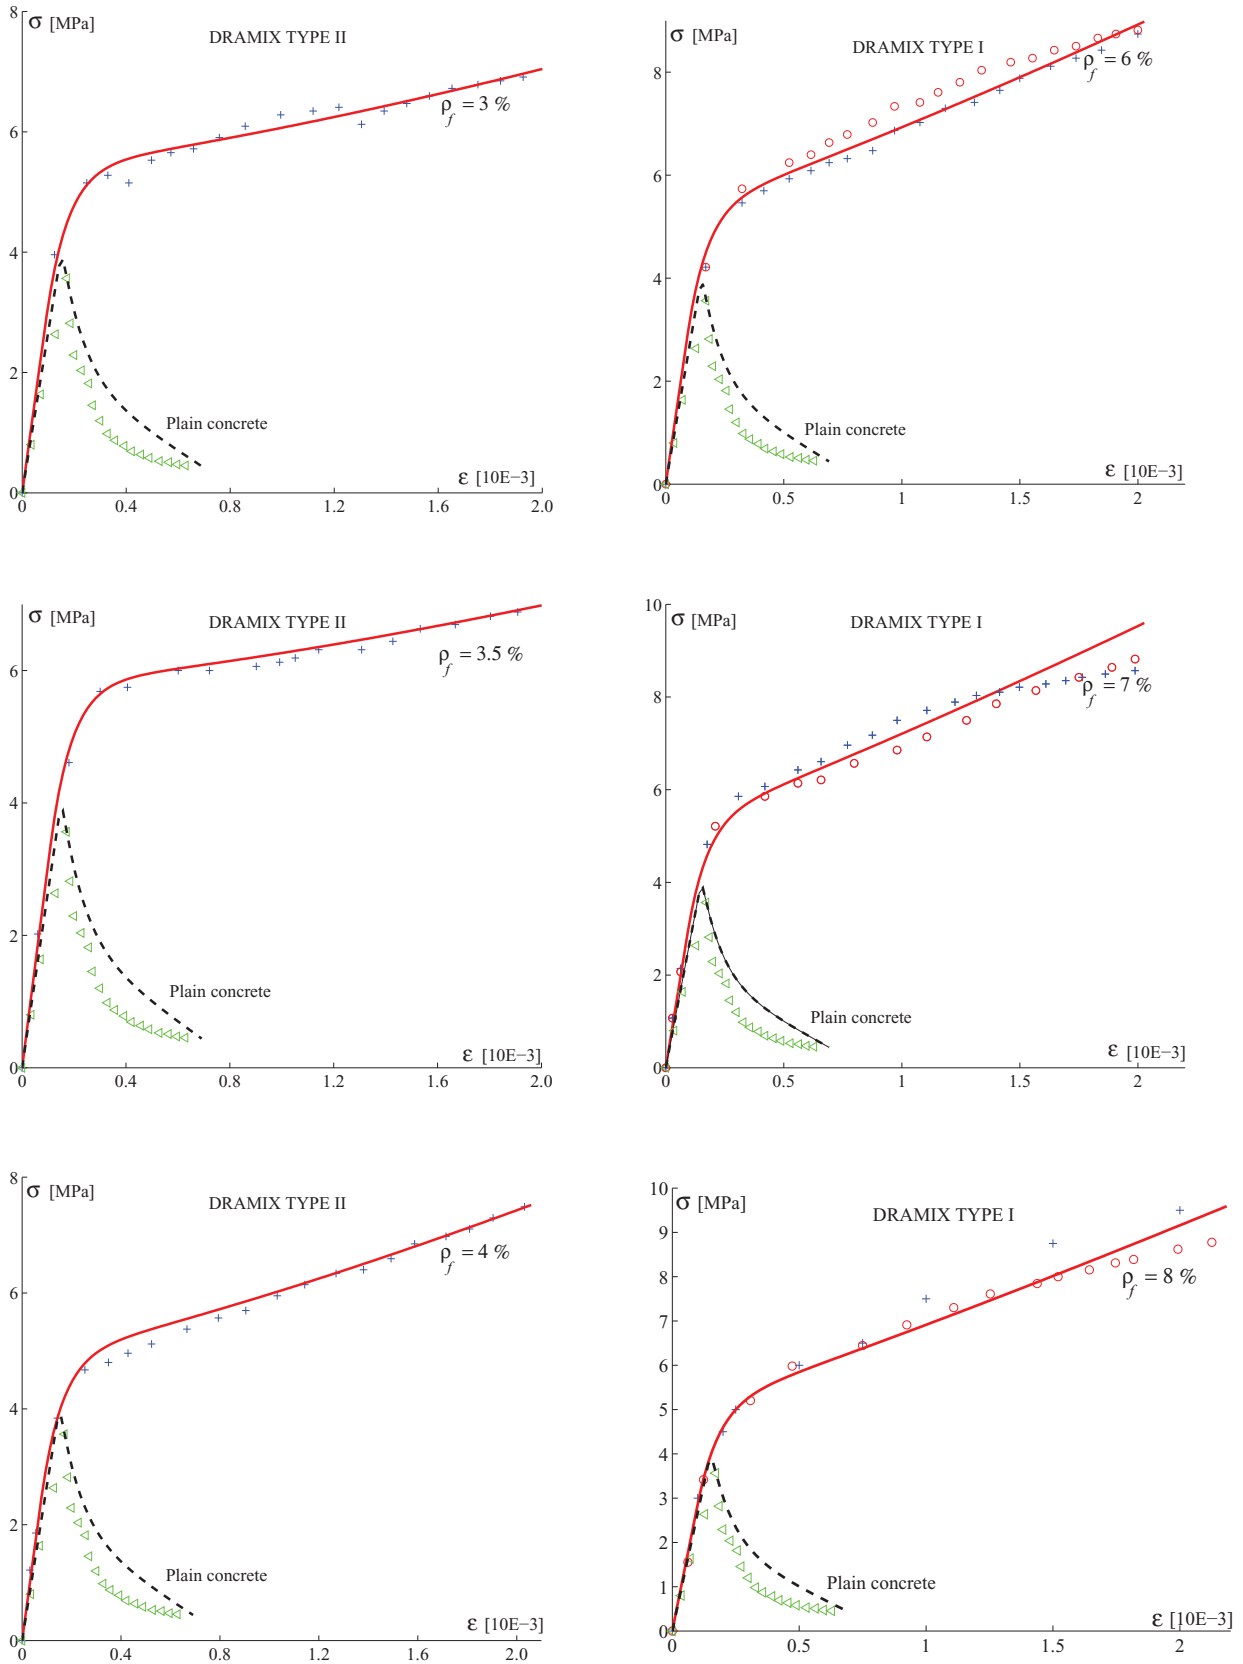 8
σ [MPa]
DRAMIX TYPE II
ρf = 3 %
6
4
2
0
Plain concrete
ε [10E−3]
0 0.4 0.8 1.2 1.6 2.0
σ [MPa]
DRAMIX TYPE I
ρf = 6 %
8
6
4
2
0
Plain concrete
ε [10E−3]
0 0.5 1 1.5 2
σ [MPa]
DRAMIX TYPE II
ρf = 3.5 %
6
4
2
0
Plain concrete
ε [10E−3]
0 0.4 0.8 1.2 1.6 2.0
10
σ [MPa]
DRAMIX TYPE I
ρf = 7 %
8
6
4
2
0
Plain concrete
ε [10E−3]
0 0.5 1 1.5 2
8
σ [MPa]
DRAMIX TYPE II
ρf = 4 %
6
4
2
0
Plain concrete
ε [10E−3]
0 0.4 0.8 1.2 1.6 2.0
10
σ [MPa]
DRAMIX TYPE I
9
8
ρf = 8 %
7
6
5
4
3
2
1
0
Plain concrete
ε [10E−3]
0 0.5 1 1.5 2